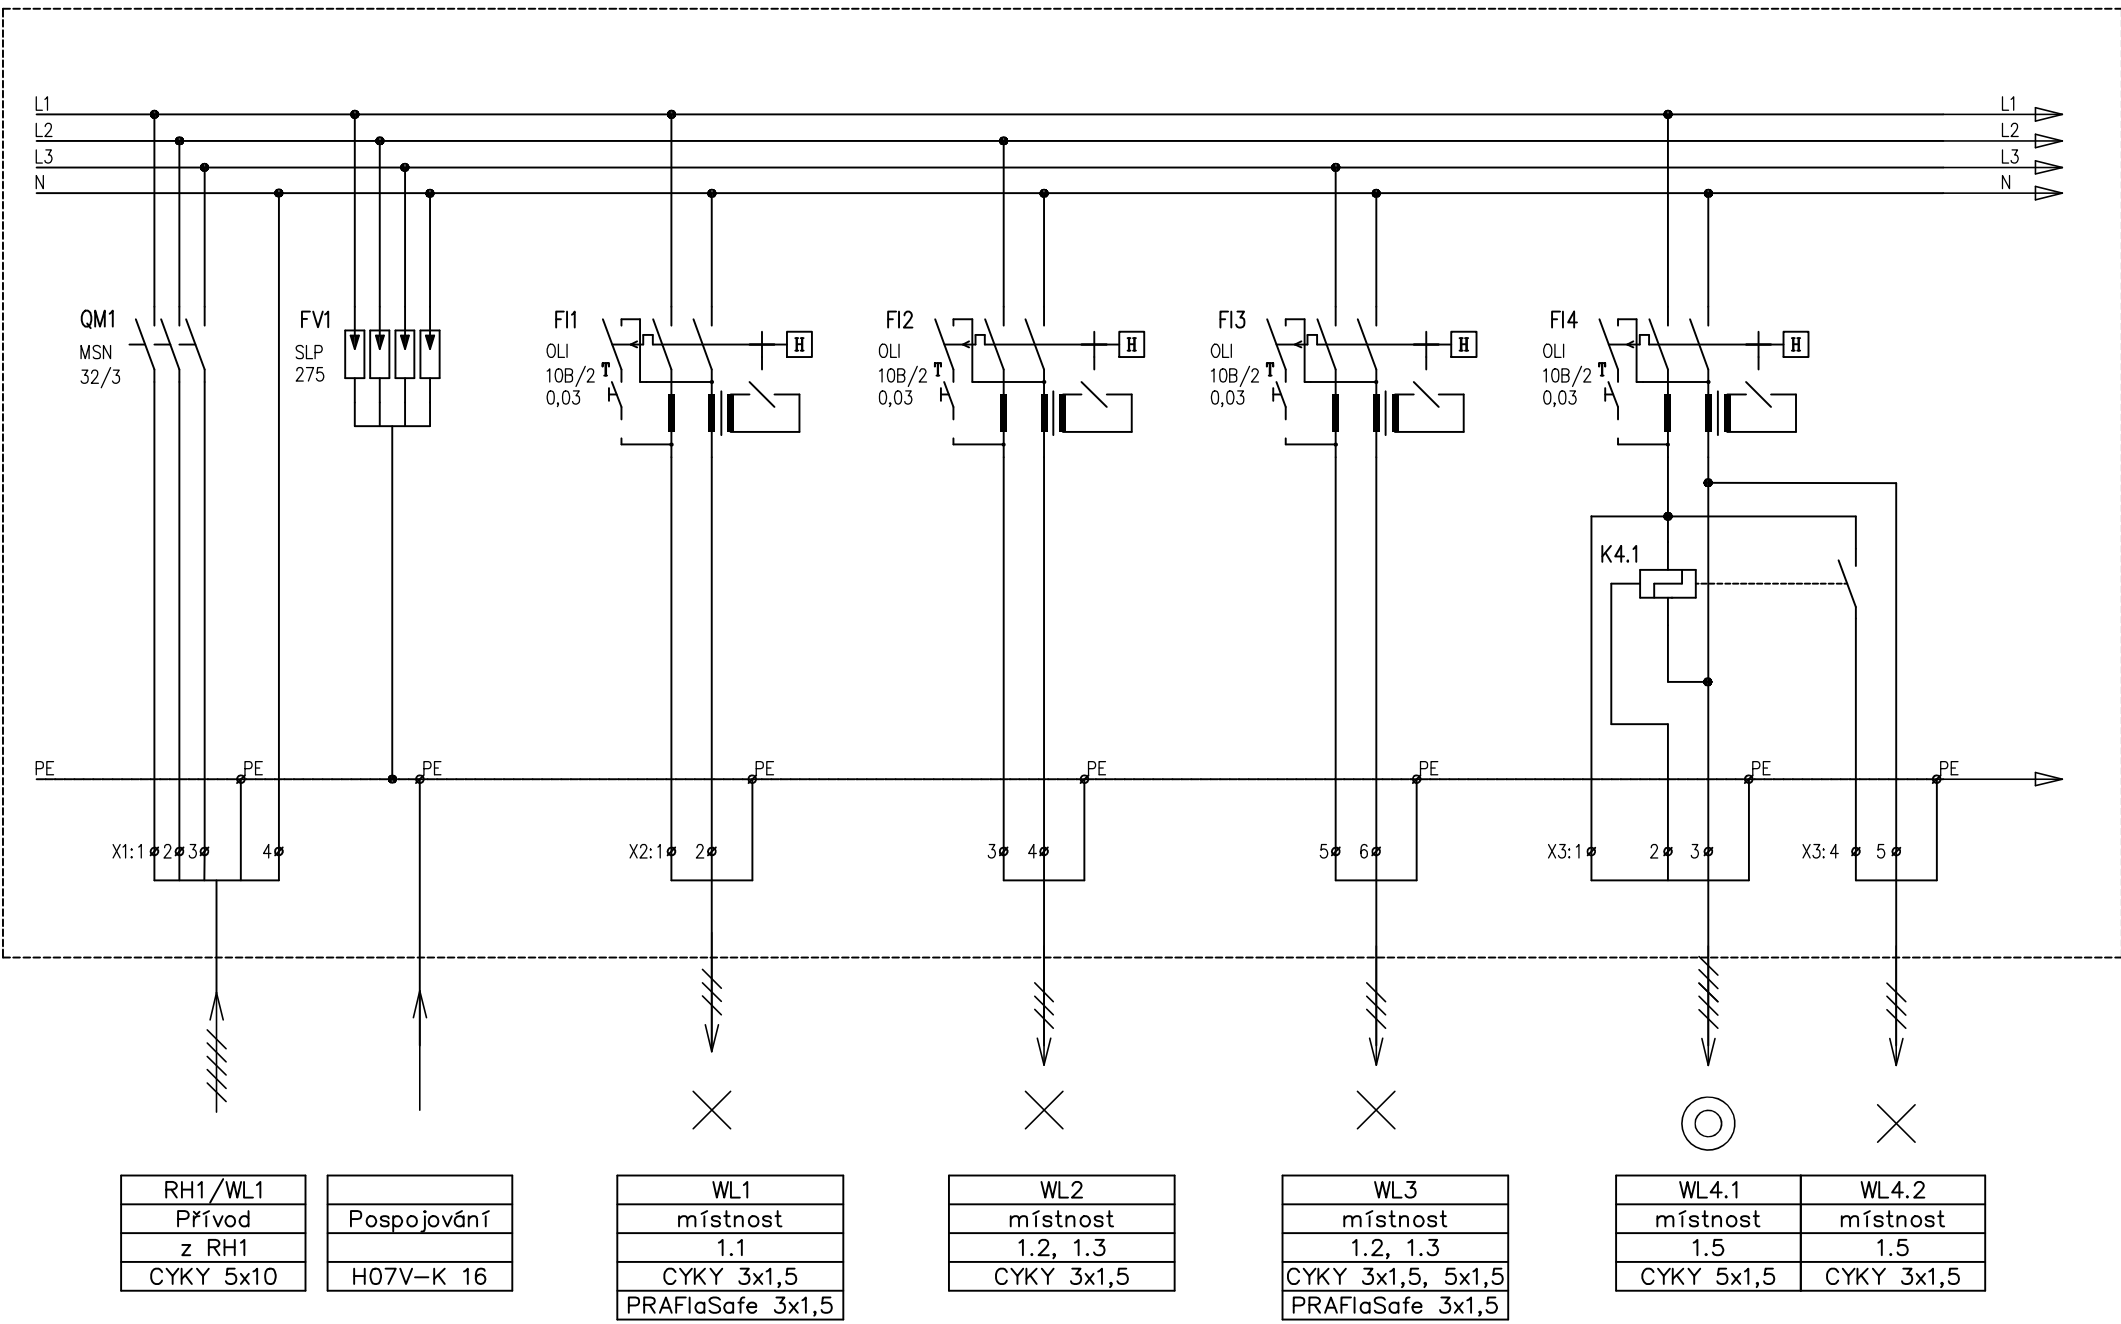 L1 L1
L2 L2
L3 L3
N N
QM1 FV1 FI1 FI2 FI3 FI4
MSN SLP OLI H OLI H OLI H OLI H
32/3 275 10B/2 T 10B/2 T 10B/2 T 10B/2 T
0,03 0,03 0,03 0,03
K4.1
PE PE PE PE PE PE PE PE
X1:1 2 3 4 X2:1 2 3 4 5 6 X3:1 2 3 X3:4 5
RH1/WL1 WL1 WL2 WL3 WL4.1 WL4.2
Přívod Pospojování místnost místnost místnost místnost místnost
z RH1 1.1 1.2, 1.3 1.2, 1.3 1.5 1.5
CYKY 5x10 H07V-K 16 CYKY 3x1,5 CYKY 3x1,5 CYKY 3x1,5, 5x1,5 CYKY 5x1,5 CYKY 3x1,5
PRAFlaSafe 3x1,5 PRAFlaSafe 3x1,5